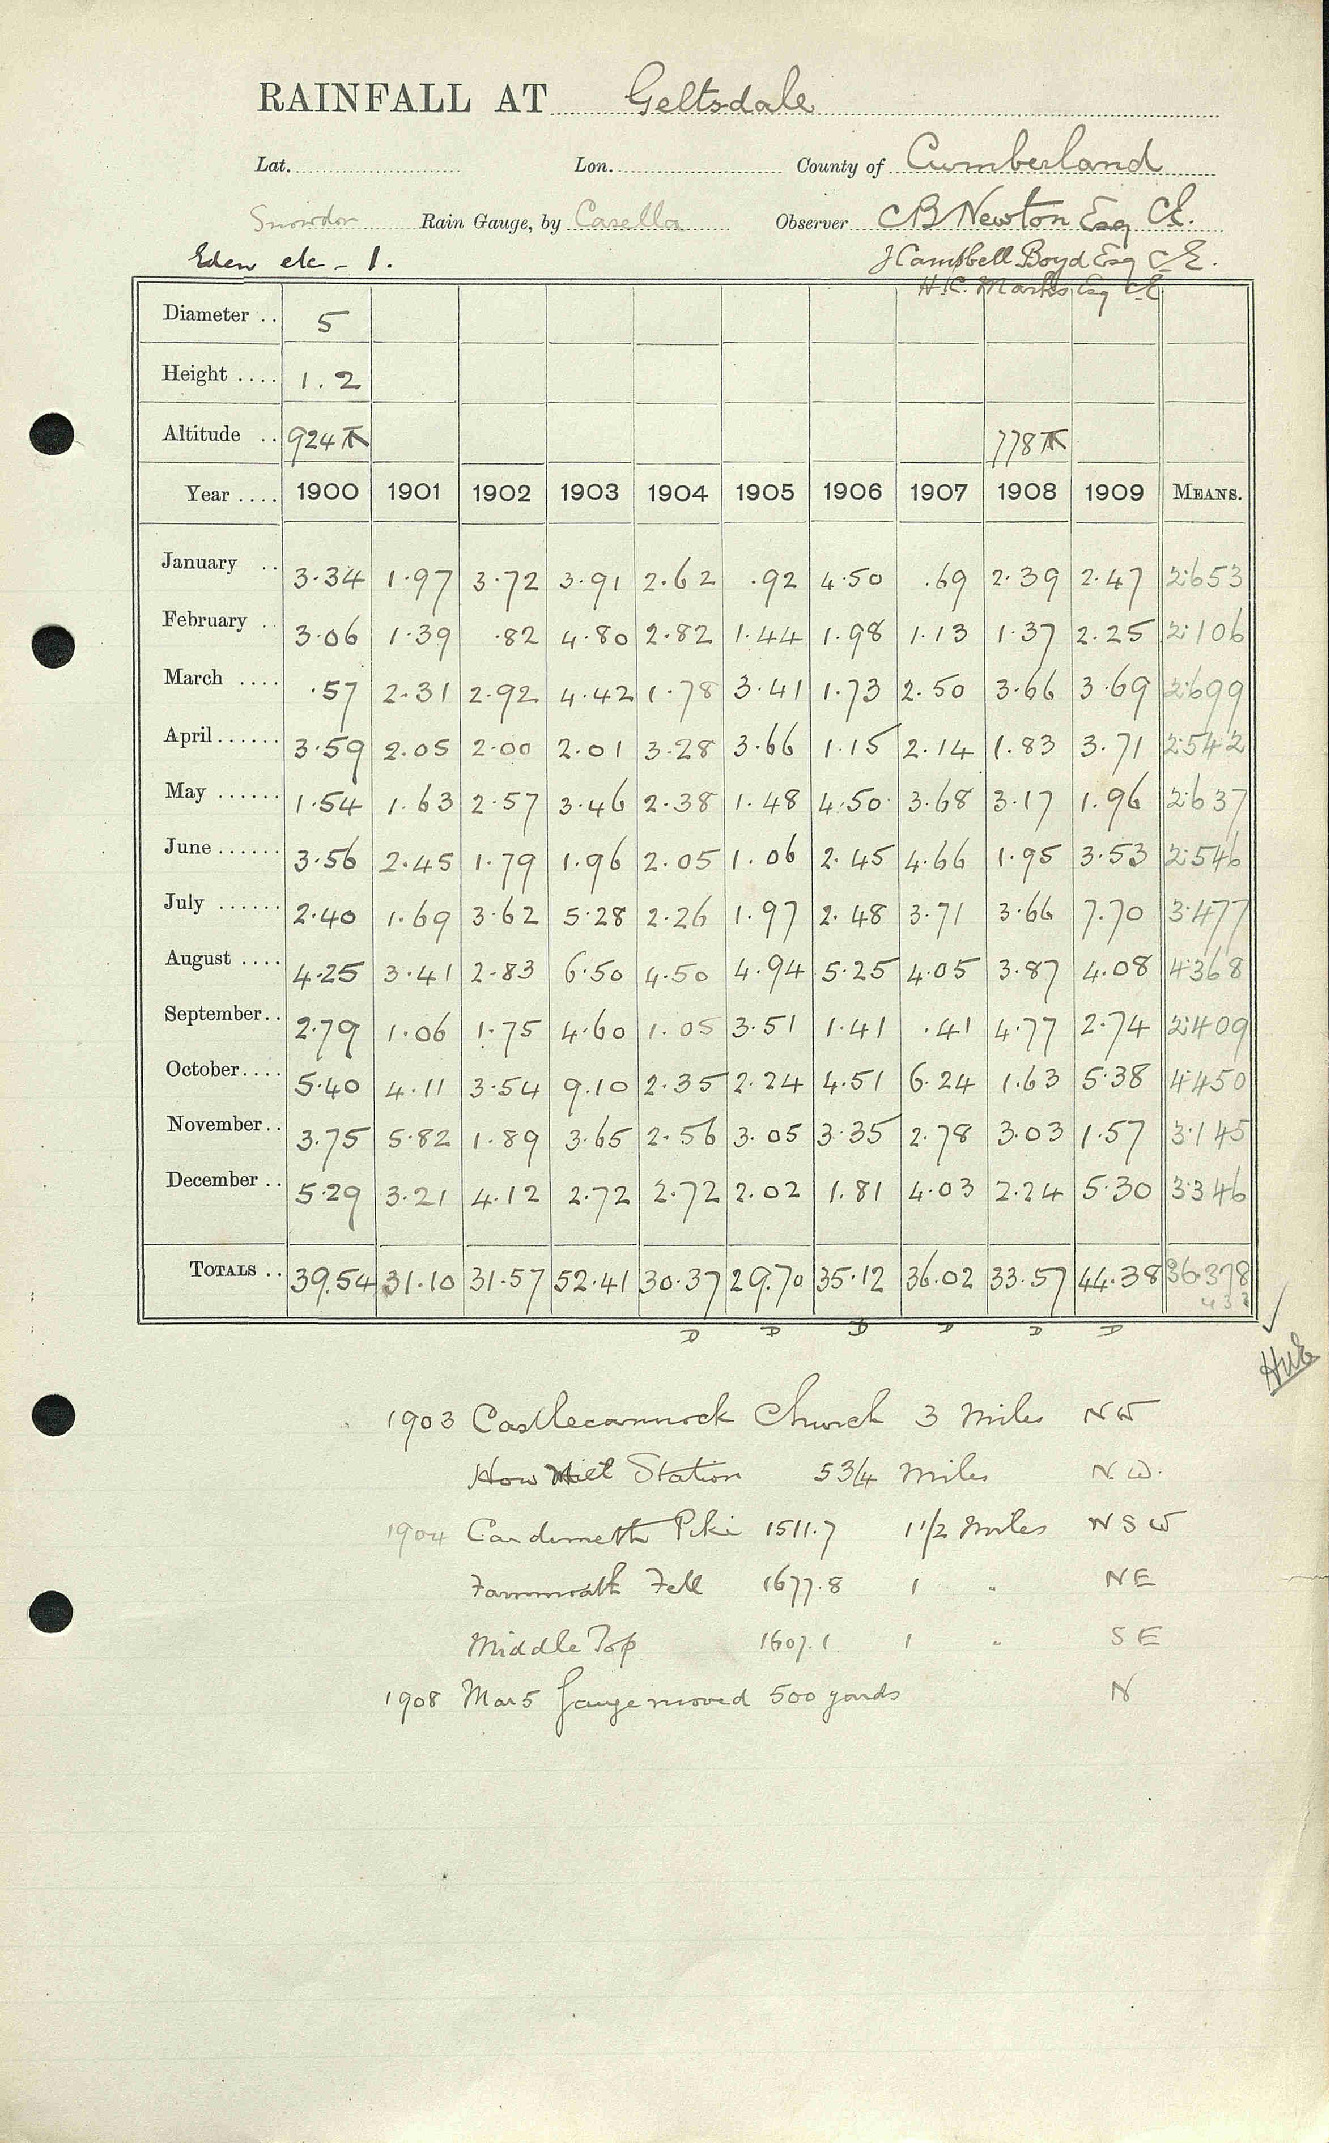 RAINFALL AT Geltsdale
Lat. Lon. County of Cumberland
Snowdon Rain Gauge, by Casella Observer CB Newton Esq CE.
Eden etc - 1. J Campbell Boyd Esq C.E.
H.C. Marks Esq CE
Diameter .. 5
Height .... 1.2
Altitude .. 924 ft 778 ft
Year .... 1900 1901 1902 1903 1904 1905 1906 1907 1908 1909 MEANS.
January .. 3.34 1.97 3.72 3.91 2.62 .92 4.50 .69 2.39 2.47 2.653
February .. 3.06 1.39 .82 4.80 2.82 1.44 1.98 1.13 1.37 2.25 2.106
March .... .57 2.31 2.92 4.42 1.78 3.41 1.73 2.50 3.66 3.69 2.699
April ...... 3.59 2.05 2.00 2.01 3.28 3.66 1.15 2.14 1.83 3.71 2.542
May ...... 1.54 1.63 2.57 3.46 2.38 1.48 4.50 3.68 3.17 1.96 2.637
June ...... 3.56 2.45 1.79 1.96 2.05 1.06 2.45 4.66 1.95 3.53 2.546
July ...... 2.40 1.69 3.62 5.28 2.26 1.97 2.48 3.71 3.66 7.70 3.477
August .... 4.25 3.41 2.83 6.50 4.50 4.94 5.25 4.05 3.87 4.08 4.368
September .. 2.79 1.06 1.75 4.60 1.05 3.51 1.41 .41 4.77 2.74 2.409
October .... 5.40 4.11 3.54 9.10 2.35 2.24 4.51 6.24 1.63 5.38 4.450
November .. 3.75 5.82 1.89 3.65 2.56 3.05 3.35 2.78 3.03 1.57 3.145
December .. 5.29 3.21 4.12 2.72 2.72 2.02 1.81 4.03 2.24 5.30 3.346
TOTALS .. 39.54 31.10 31.57 52.41 30.37 29.70 35.12 36.02 33.57 44.38 36.378
D D D D D D
1903 Castlecarrock Church 3 Miles NW
How Mill Station 5 3/4 Miles N.W.
1904 Cardunneth Pike 1511.7 1 1/2 Miles N S W
Fell 1677.8 1 " NE
Middle Top 1607.1 1 " S E
1908 Mar 5 Gauge moved 500 yards N